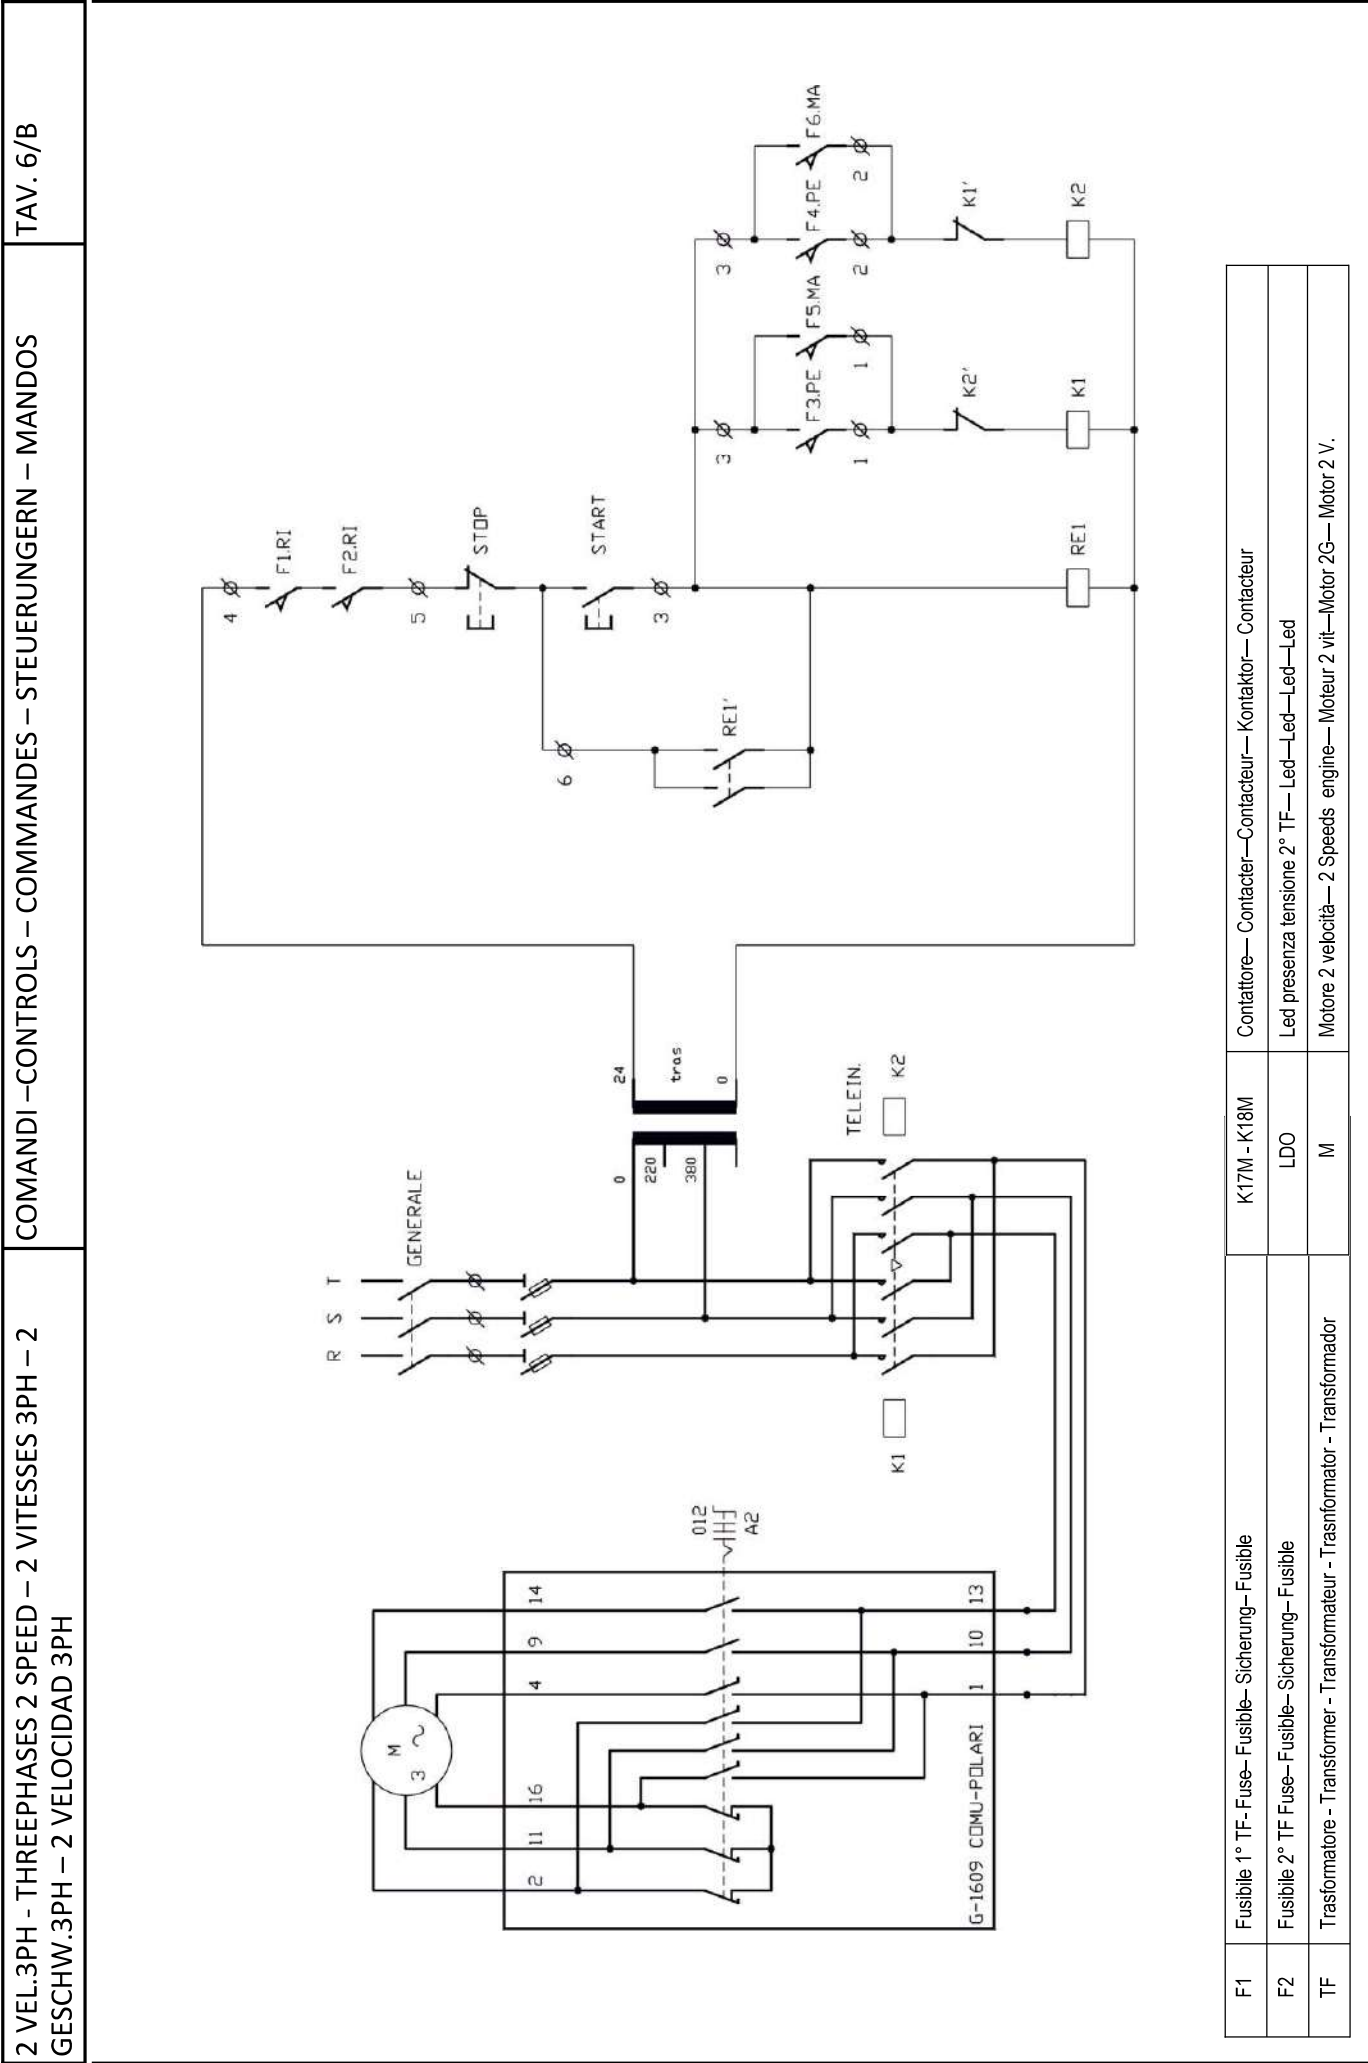 2 VEL.3PH - THREEPHASES 2 SPEED – 2 VITESSES 3PH – 2
GESCHW.3PH – 2 VELOCIDAD 3PH
COMANDI –CONTROLS – COMMANDES – STEUERUNGERN – MANDOS
TAV. 6/B
M
3
2
11
16
4
9
14
G-1609 COMU-POLARI
1
10
13
012
A2
R
S
T
GENERALE
0
220
380
24
tras
0
K1
TELEIN.
K2
4
F1.RI
F2.RI
5
STOP
START
3
6
RE1'
RE1
3
F3.PE
F5.MA
1
1
K2'
K1
3
F4.PE
F6.MA
2
2
K1'
K2
F1
Fusibile 1° TF- Fuse– Fusible– Sicherung– Fusible
K17M - K18M
Contattore— Contacter—Contacteur— Kontaktor— Contacteur
F2
Fusibile 2° TF Fuse– Fusible– Sicherung– Fusible
LDO
Led presenza tensione 2° TF— Led—Led—Led—Led
TF
Trasformatore - Transformer - Transformateur - Trasnformator - Transformador
M
Motore 2 velocità— 2 Speeds engine— Moteur 2 vit—Motor 2G— Motor 2 V.